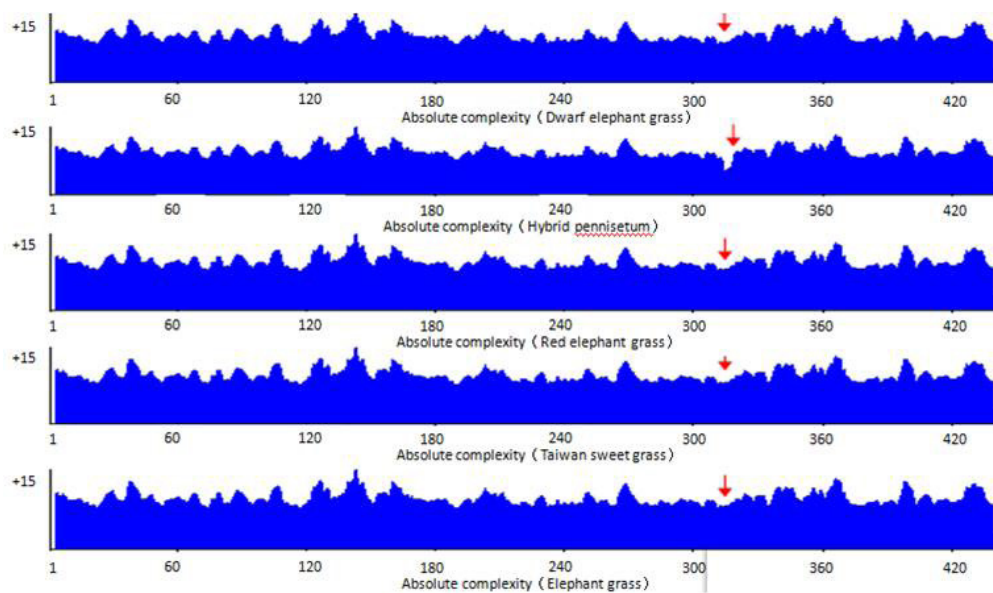 +15
1 60 120 180 240 300 360 420
Absolute complexity（Dwarf elephant grass）
+15
1 60 120 180 240 300 360 420
Absolute complexity（Hybrid pennisetum）
+15
1 60 120 180 240 300 360 420
Absolute complexity（Red elephant grass）
+15
1 60 120 180 240 300 360 420
Absolute complexity（Taiwan sweet grass）
+15
1 60 120 180 240 300 360 420
Absolute complexity（Elephant grass）